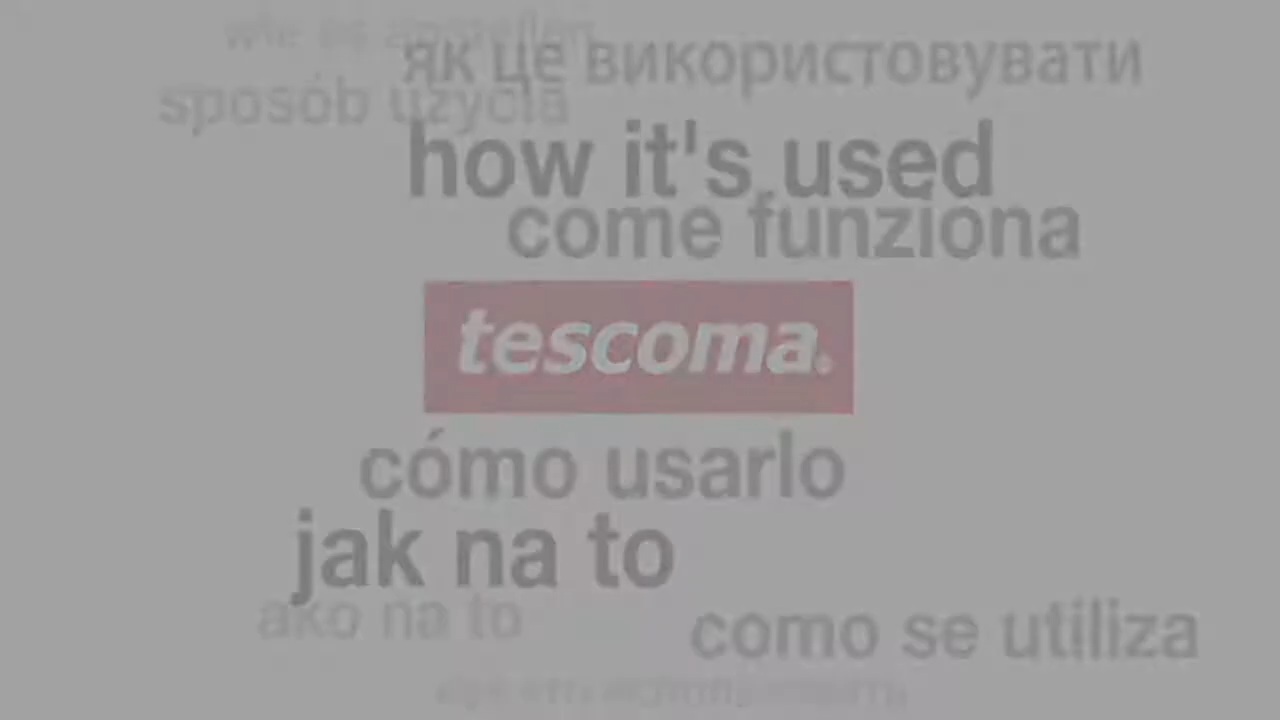 як це використовувати
sposób użycia
how it's used
come funziona
tescoma.
cómo usarlo
jak na to
ako na to
como se utiliza